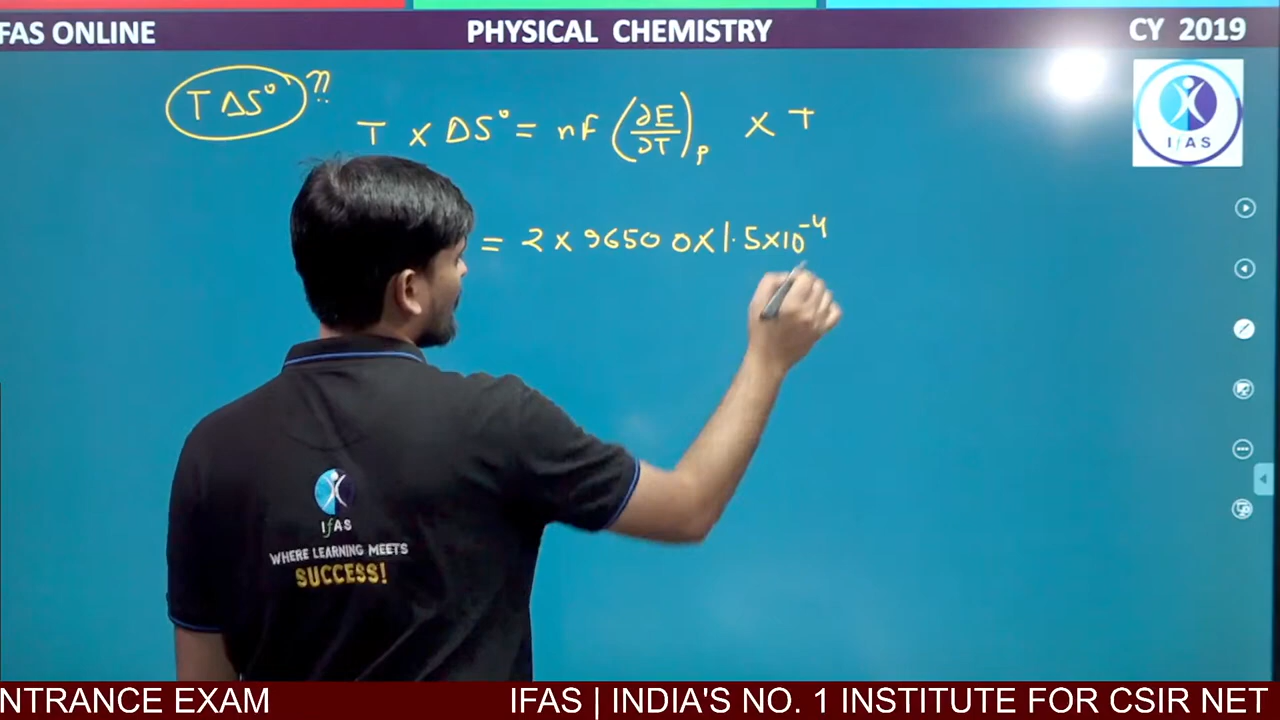 FAS ONLINE
PHYSICAL CHEMISTRY
CY 2019
TΔS° ??
T × ΔS° = nF (∂E/∂T)P × T
IfAS
= 2 × 96500 × 1.5×10⁻⁴
IfAS
WHERE LEARNING MEETS
SUCCESS!
NTRANCE EXAM
IFAS | INDIA'S NO. 1 INSTITUTE FOR CSIR NET